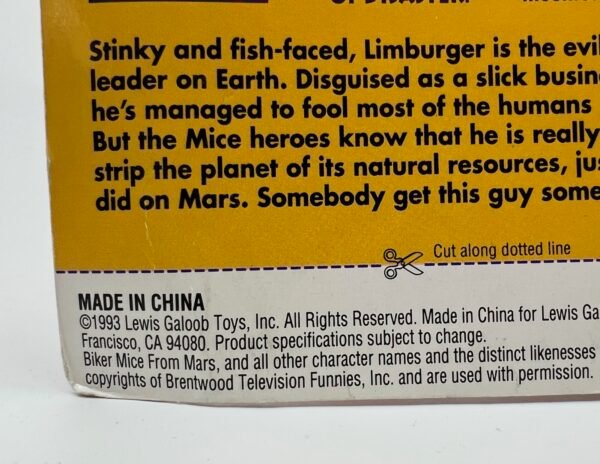 OF DISASTER!
Stinky and fish-faced, Limburger is the evil
leader on Earth. Disguised as a slick busin
he's managed to fool most of the humans
But the Mice heroes know that he is really
strip the planet of its natural resources, jus
did on Mars. Somebody get this guy some
Cut along dotted line
MADE IN CHINA
©1993 Lewis Galoob Toys, Inc. All Rights Reserved. Made in China for Lewis Ga
Francisco, CA 94080. Product specifications subject to change.
Biker Mice From Mars, and all other character names and the distinct likenesses
copyrights of Brentwood Television Funnies, Inc. and are used with permission.